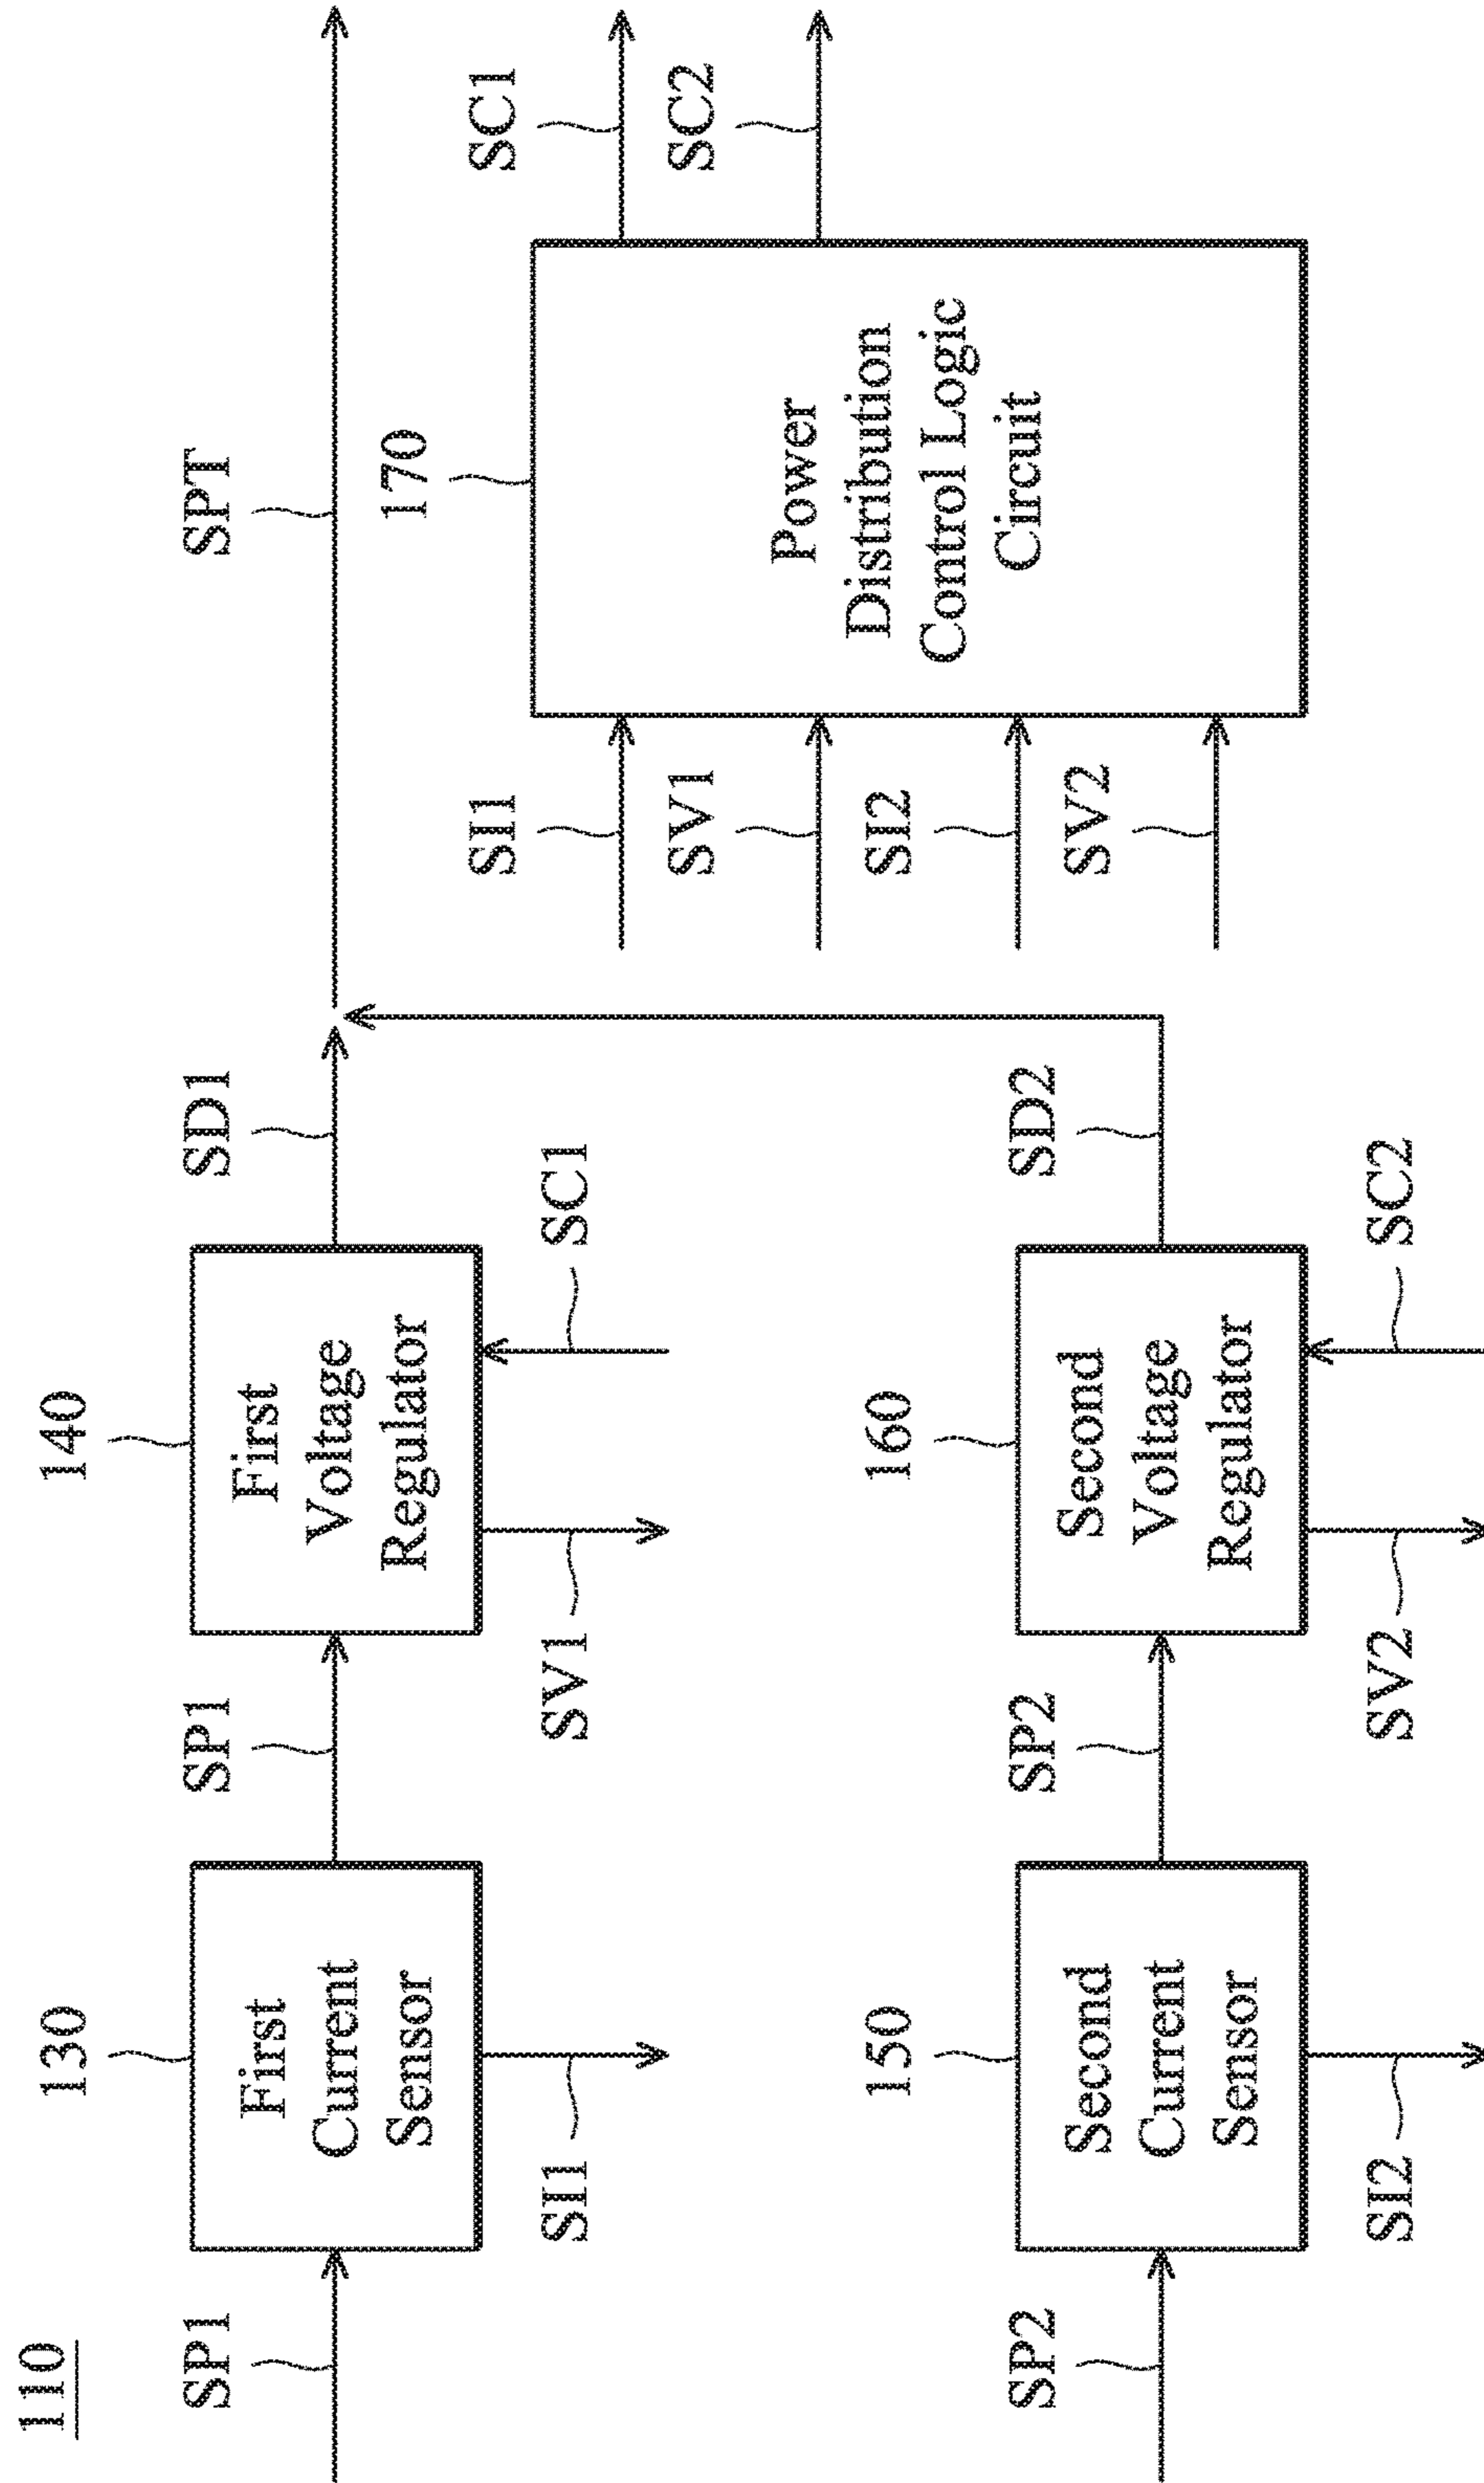 110
130
140
SPT
SP1
SP1
SD1
First
Current
Sensor
First
Voltage
Regulator
SI1
SV1
SC1
170
SI1
SV1
SI2
SV2
Power
Distribution
Control Logic
Circuit
SC1
SC2
150
160
SP2
SP2
SD2
Second
Current
Sensor
Second
Voltage
Regulator
SI2
SV2
SC2